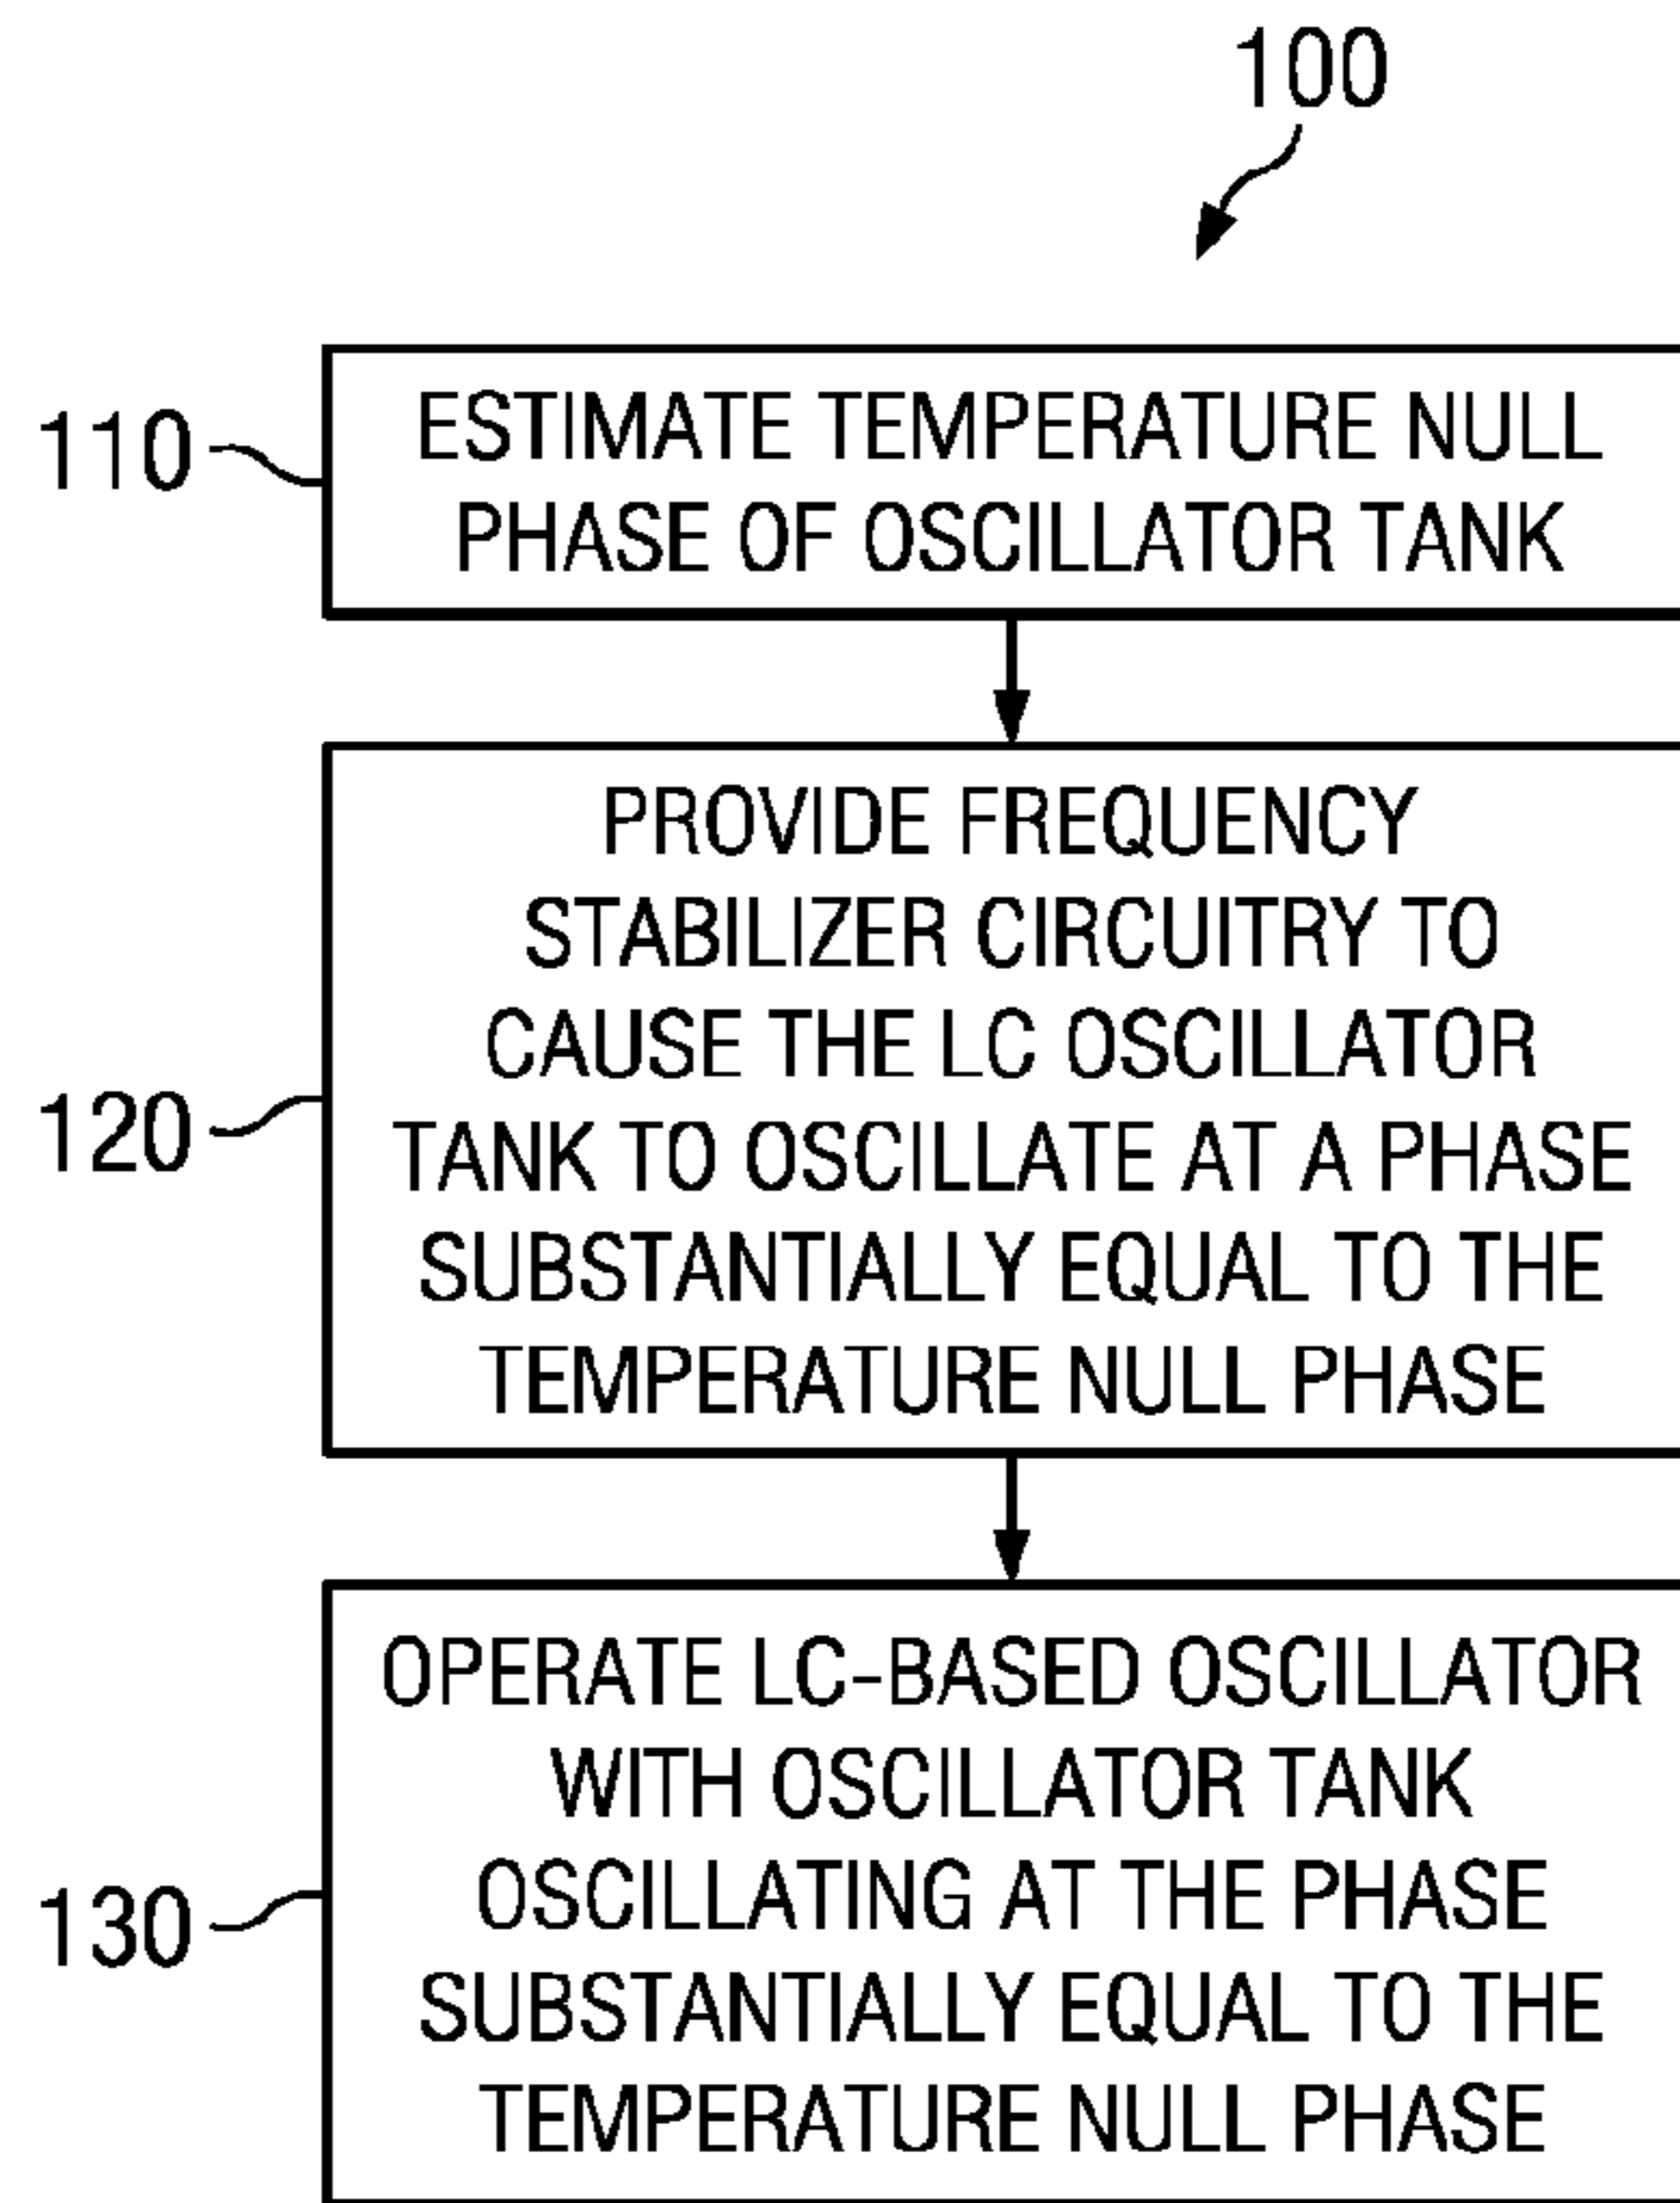 100
110
ESTIMATE TEMPERATURE NULL
PHASE OF OSCILLATOR TANK
120
PROVIDE FREQUENCY
STABILIZER CIRCUITRY TO
CAUSE THE LC OSCILLATOR
TANK TO OSCILLATE AT A PHASE
SUBSTANTIALLY EQUAL TO THE
TEMPERATURE NULL PHASE
130
OPERATE LC-BASED OSCILLATOR
WITH OSCILLATOR TANK
OSCILLATING AT THE PHASE
SUBSTANTIALLY EQUAL TO THE
TEMPERATURE NULL PHASE